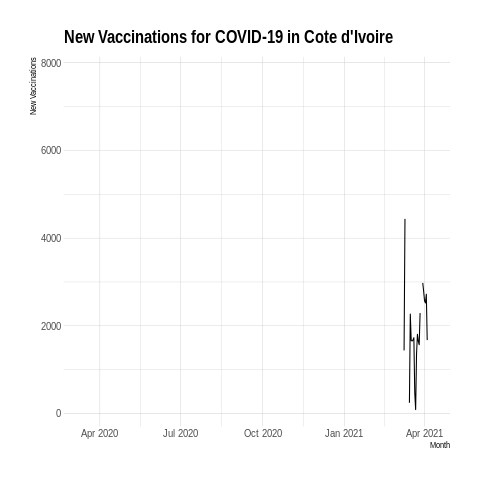 New Vaccinations for COVID-19 in Cote d'Ivoire
New Vaccinations
8000
6000
4000
2000
0
Apr 2020 Jul 2020 Oct 2020 Jan 2021 Apr 2021
Month